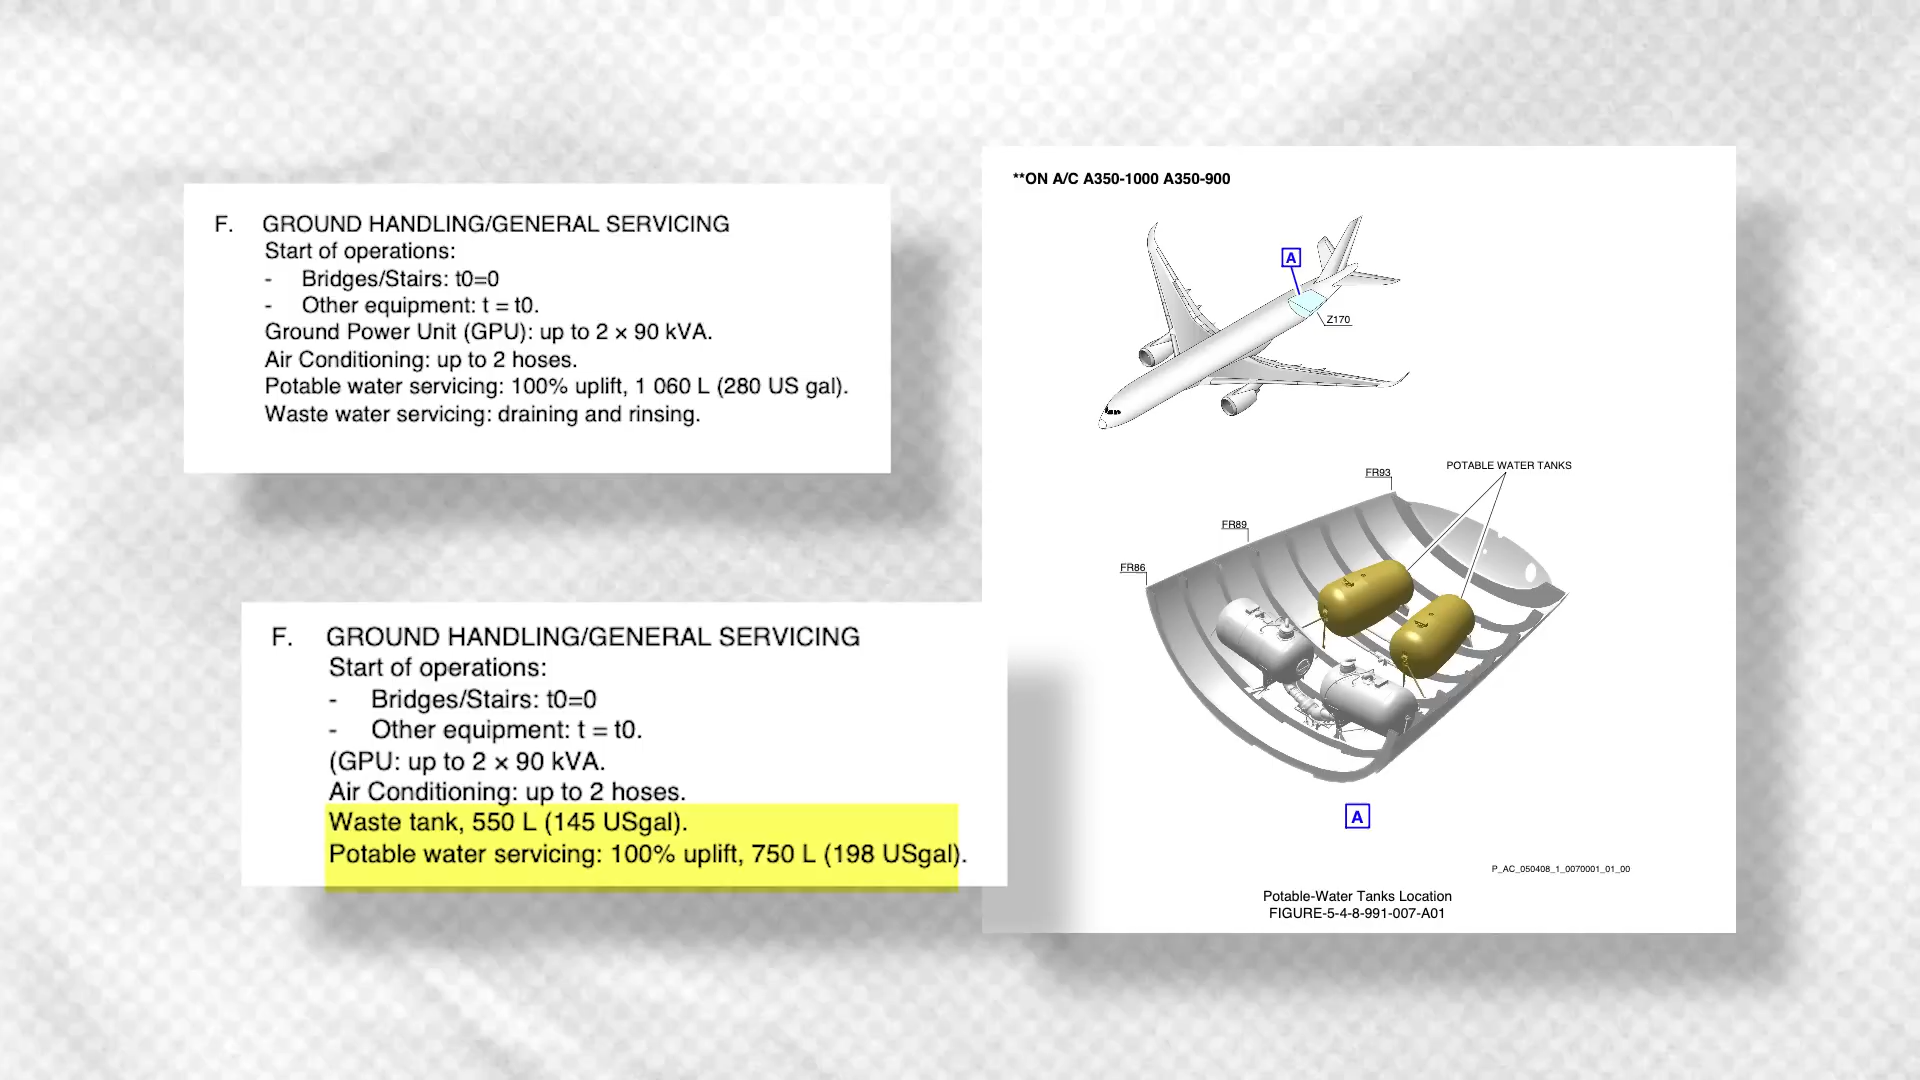 F. GROUND HANDLING/GENERAL SERVICING
Start of operations:
- Bridges/Stairs: t0=0
- Other equipment: t = t0.
Ground Power Unit (GPU): up to 2 × 90 kVA.
Air Conditioning: up to 2 hoses.
Potable water servicing: 100% uplift, 1 060 L (280 US gal).
Waste water servicing: draining and rinsing.
F. GROUND HANDLING/GENERAL SERVICING
Start of operations:
- Bridges/Stairs: t0=0
- Other equipment: t = t0.
(GPU: up to 2 × 90 kVA.
Air Conditioning: up to 2 hoses.
Waste tank, 550 L (145 USgal).
Potable water servicing: 100% uplift, 750 L (198 USgal).
**ON A/C A350-1000 A350-900
A
Z170
POTABLE WATER TANKS
FR93
FR89
FR86
A
P_AC_050408_1_0070001_01_00
Potable-Water Tanks Location
FIGURE-5-4-8-991-007-A01